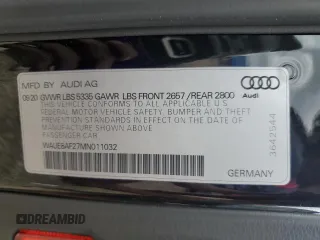 MFD. BY AUDI AG
09/20 GVWR LBS 5335 GAWR LBS FRONT 2657 /REAR 2800
THIS VEHICLE CONFORMS TO ALL APPLICABLE U.S.
FEDERAL MOTOR VEHICLE SAFETY, BUMPER AND THEFT
PREVENTION STANDARDS IN EFFECT ON THE
DATE OF MANUFACTURE SHOWN ABOVE.
PASSENGER CAR
WAUE8AF27MN011032
GERMANY
Audi
3642544
DREAMBID